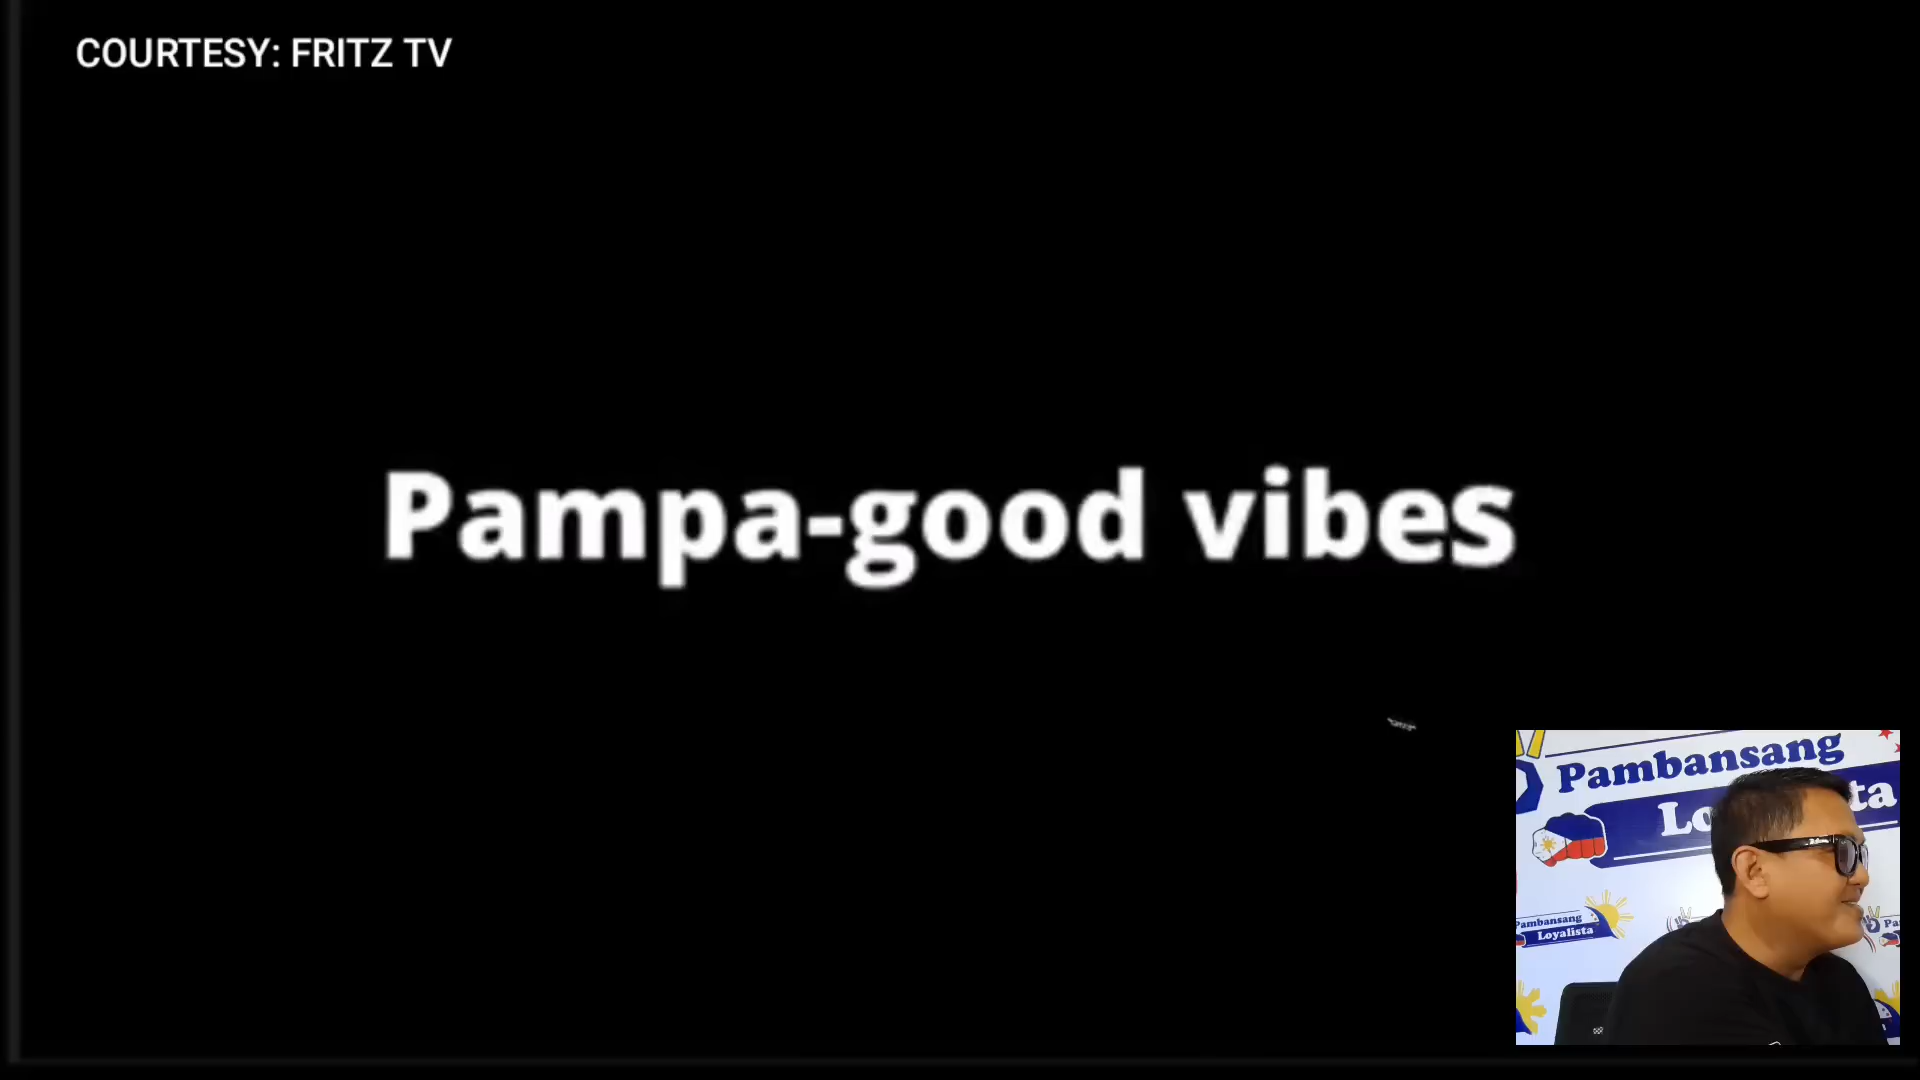 COURTESY: FRITZ TV
Pampa-good vibes
Pambansang
Pambansang
Loyalista